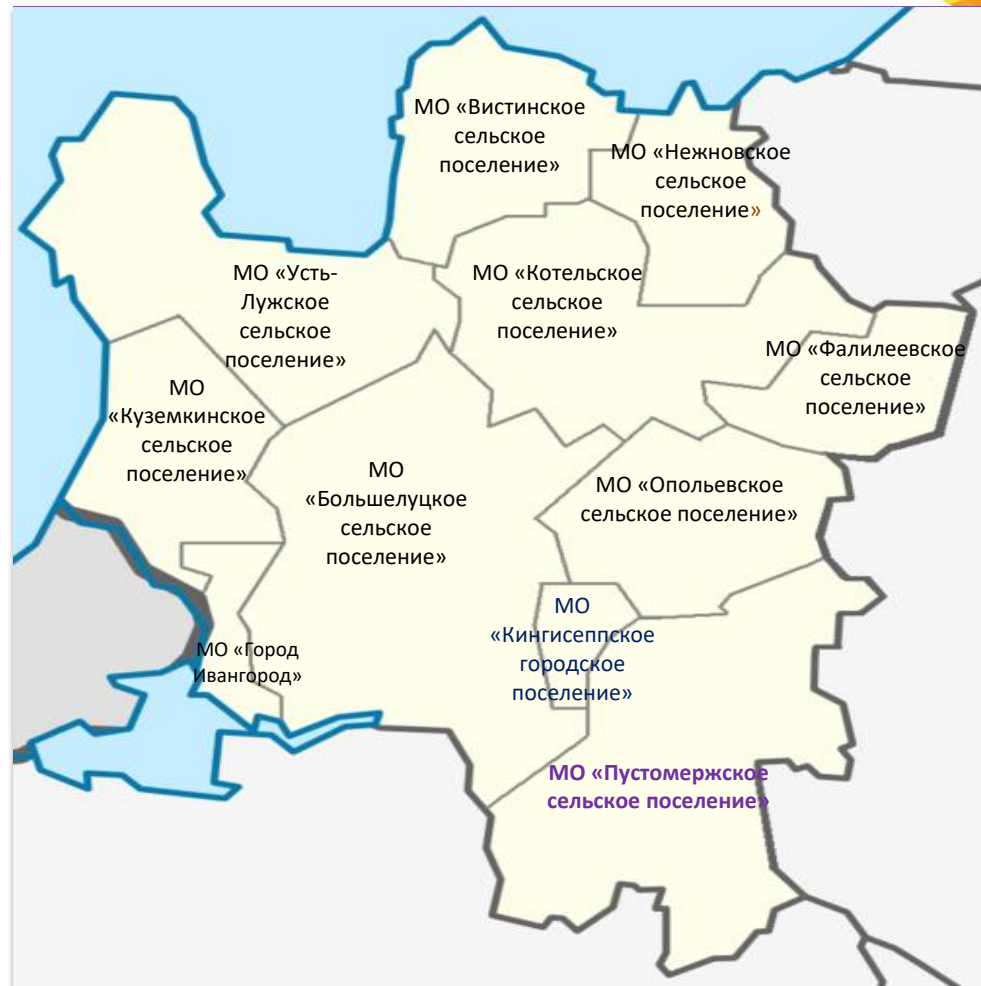 МО «Вистинское
сельское
поселение»
МО «Нежновское
сельское
поселение»
МО «Усть-
Лужское
сельское
поселение»
МО «Котельское
сельское
поселение»
МО «Фалилеевское
сельское
поселение»
МО
«Куземкинское
сельское
поселение»
МО
«Большелуцкое
сельское
поселение»
МО «Опольевское
сельское поселение»
МО
«Кингисеппское
городское
поселение»
МО «Город
Ивангород»
МО «Пустомержское
сельское поселение»